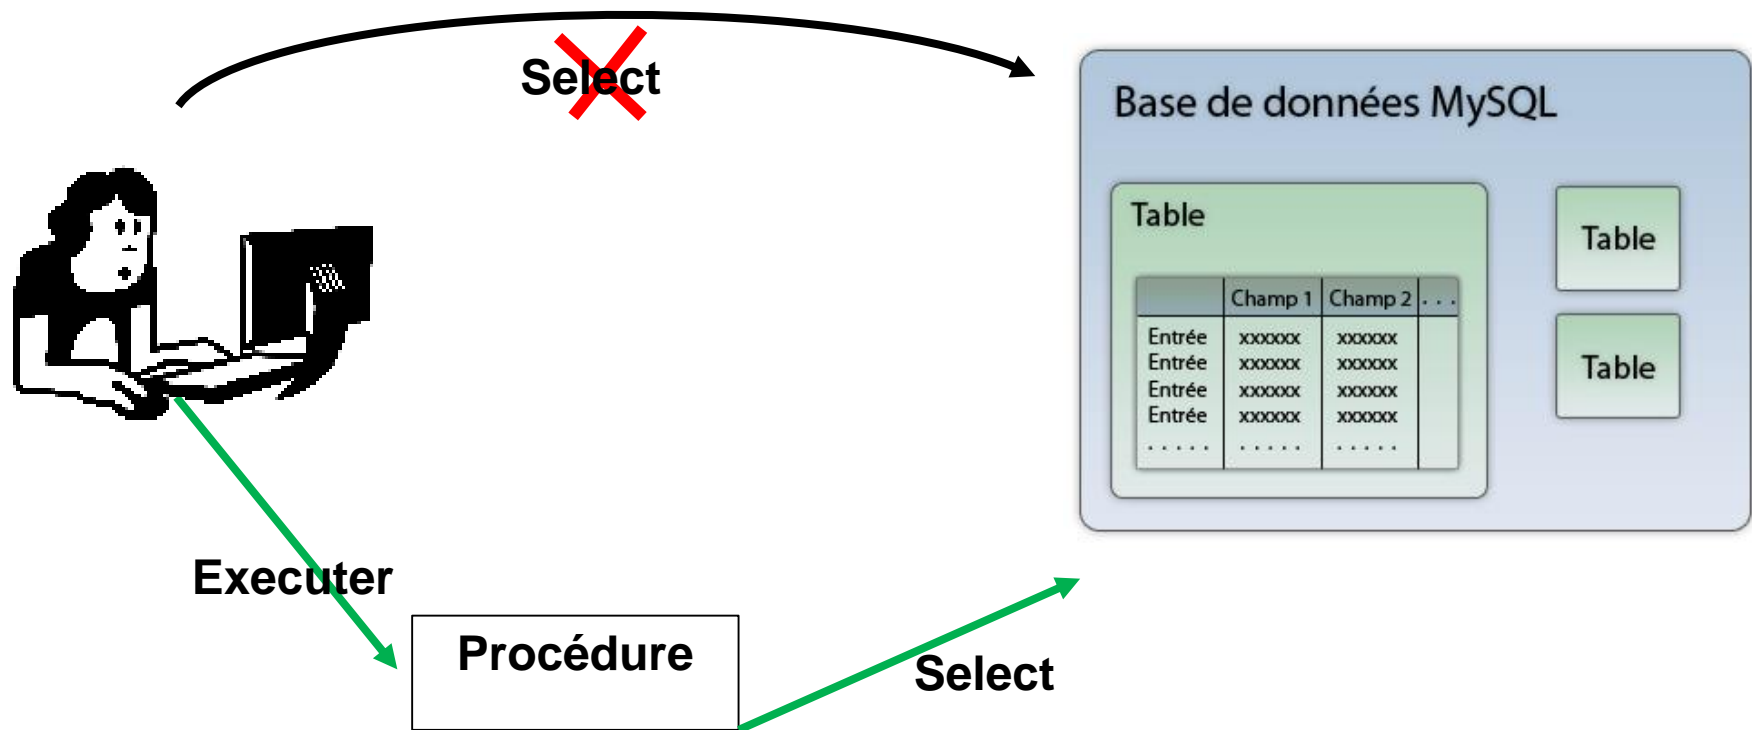 Select
Base de données MySQL
Table
Champ 1 Champ 2 . . .
Entrée xxxxxx xxxxxx
Entrée xxxxxx xxxxxx
Entrée xxxxxx xxxxxx
Entrée xxxxxx xxxxxx
. . . . . . . . . . . . . . .
Table
Table
Executer
Procédure
Select